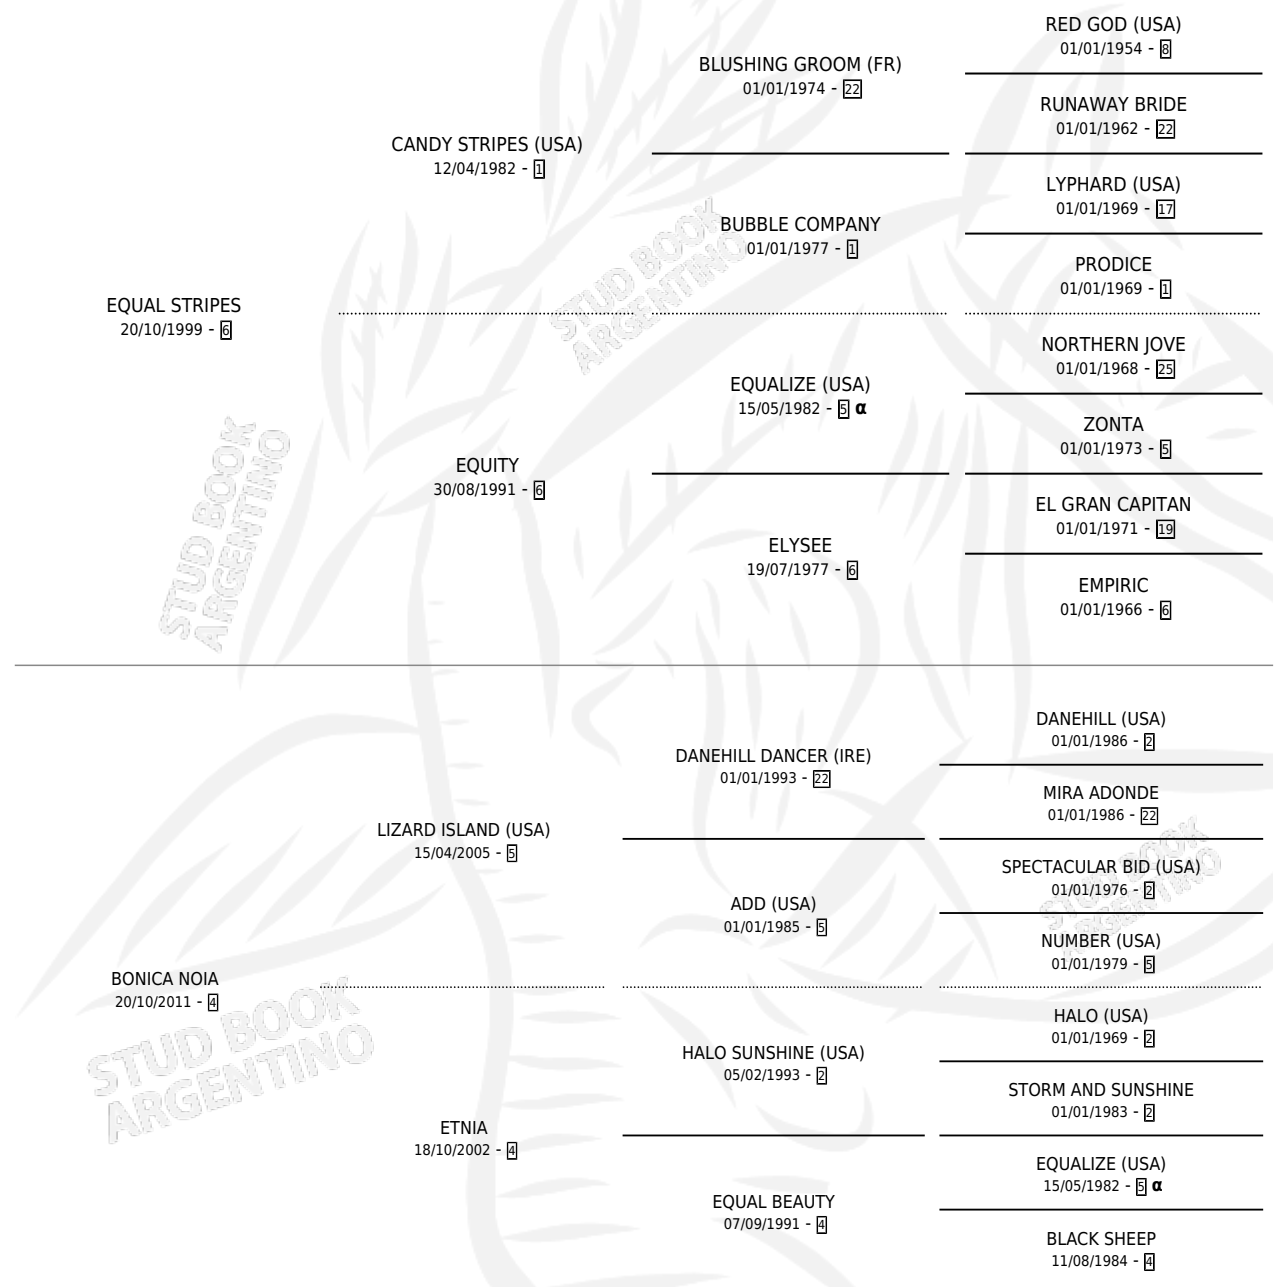 RED GOD (USA)
01/01/1954 - 8
BLUSHING GROOM (FR)
01/01/1974 - 22
RUNAWAY BRIDE
01/01/1962 - 22
CANDY STRIPES (USA)
12/04/1982 - 1
LYPHARD (USA)
01/01/1969 - 17
BUBBLE COMPANY
01/01/1977 - 1
PRODICE
01/01/1969 - 1
EQUAL STRIPES
20/10/1999 - 6
NORTHERN JOVE
01/01/1968 - 25
EQUALIZE (USA)
15/05/1982 - 5 α
ZONTA
01/01/1973 - 5
EQUITY
30/08/1991 - 6
EL GRAN CAPITAN
01/01/1971 - 19
ELYSEE
19/07/1977 - 6
EMPIRIC
01/01/1966 - 6
DANEHILL (USA)
01/01/1986 - 2
DANEHILL DANCER (IRE)
01/01/1993 - 22
MIRA ADONDE
01/01/1986 - 22
LIZARD ISLAND (USA)
15/04/2005 - 5
SPECTACULAR BID (USA)
01/01/1976 - 2
ADD (USA)
01/01/1985 - 5
NUMBER (USA)
01/01/1979 - 5
BONICA NOIA
20/10/2011 - 4
HALO (USA)
01/01/1969 - 2
HALO SUNSHINE (USA)
05/02/1993 - 2
STORM AND SUNSHINE
01/01/1983 - 2
ETNIA
18/10/2002 - 4
EQUALIZE (USA)
15/05/1982 - 5 α
EQUAL BEAUTY
07/09/1991 - 4
BLACK SHEEP
11/08/1984 - 4
STUD BOOK
ARGENTINO
STUD BOOK
ARGENTINO
STUD BOOK
ARGENTINO
STUD BOOK
ARGENTINO